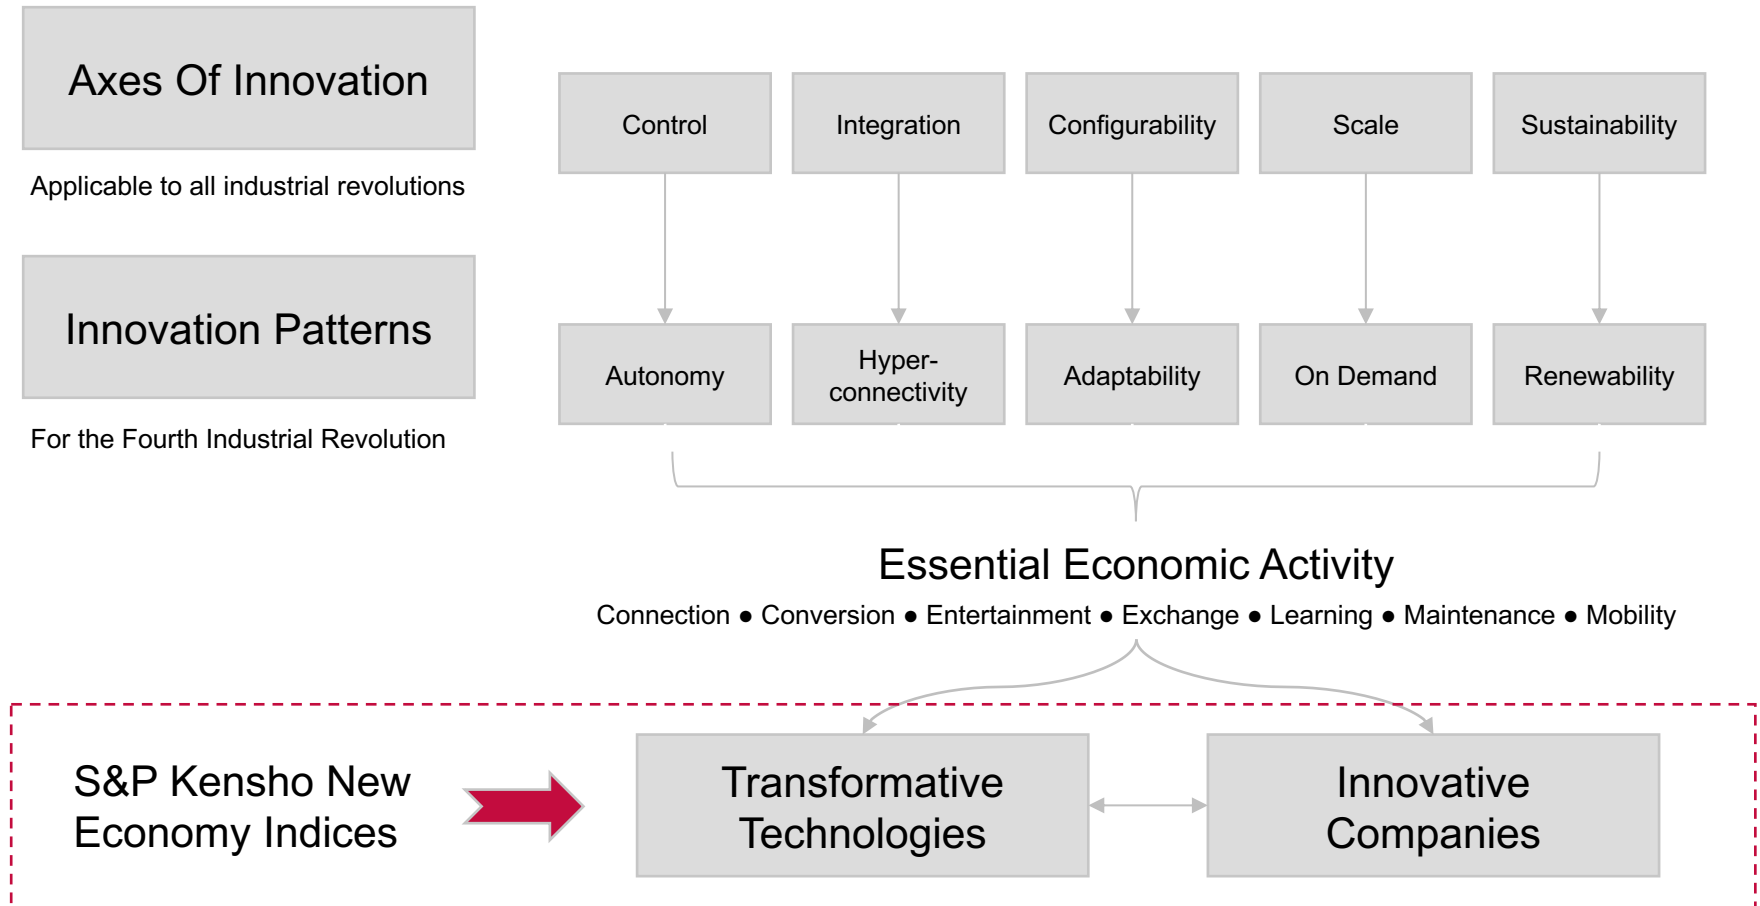 Axes Of Innovation
Applicable to all industrial revolutions
Control
Integration
Configurability
Scale
Sustainability
Innovation Patterns
For the Fourth Industrial Revolution
Autonomy
Hyper-
connectivity
Adaptability
On Demand
Renewability
Essential Economic Activity
Connection ● Conversion ● Entertainment ● Exchange ● Learning ● Maintenance ● Mobility
S&P Kensho New
Economy Indices
Transformative
Technologies
Innovative
Companies